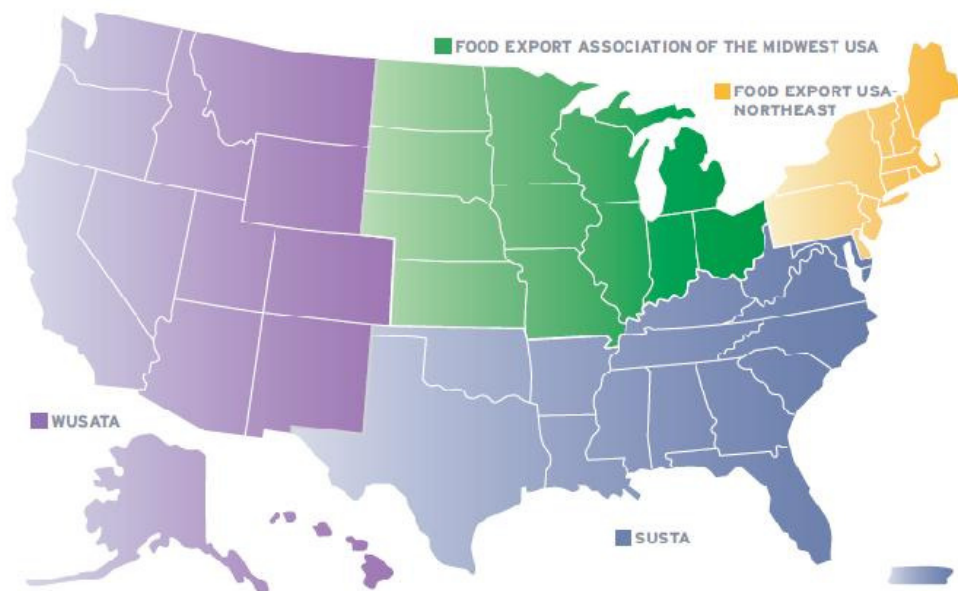 FOOD EXPORT ASSOCIATION OF THE MIDWEST USA
FOOD EXPORT USA-
NORTHEAST
WUSATA
SUSTA